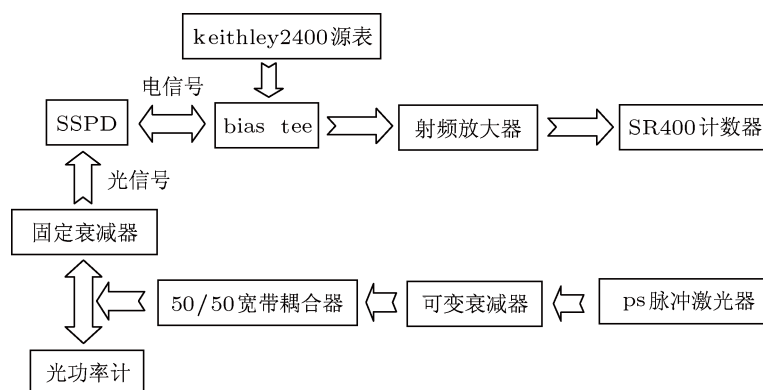 keithley2400源表
电信号
SSPD
bias tee
射频放大器
SR400计数器
光信号
固定衰减器
50/50宽带耦合器
可变衰减器
ps脉冲激光器
光功率计